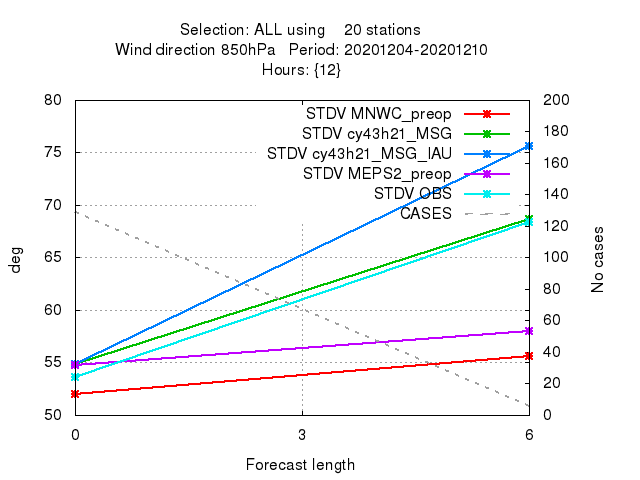 Selection: ALL using 20 stations
Wind direction 850hPa Period: 20201204-20201210
Hours: {12}
80
75
70
65
60
55
50
deg
200
180
160
140
120
100
80
60
40
20
0
No cases
STDV MNWC_preop
STDV cy43h21_MSG
STDV cy43h21_MSG_IAU
STDV MEPS2_preop
STDV OBS
CASES
0 3 6
Forecast length